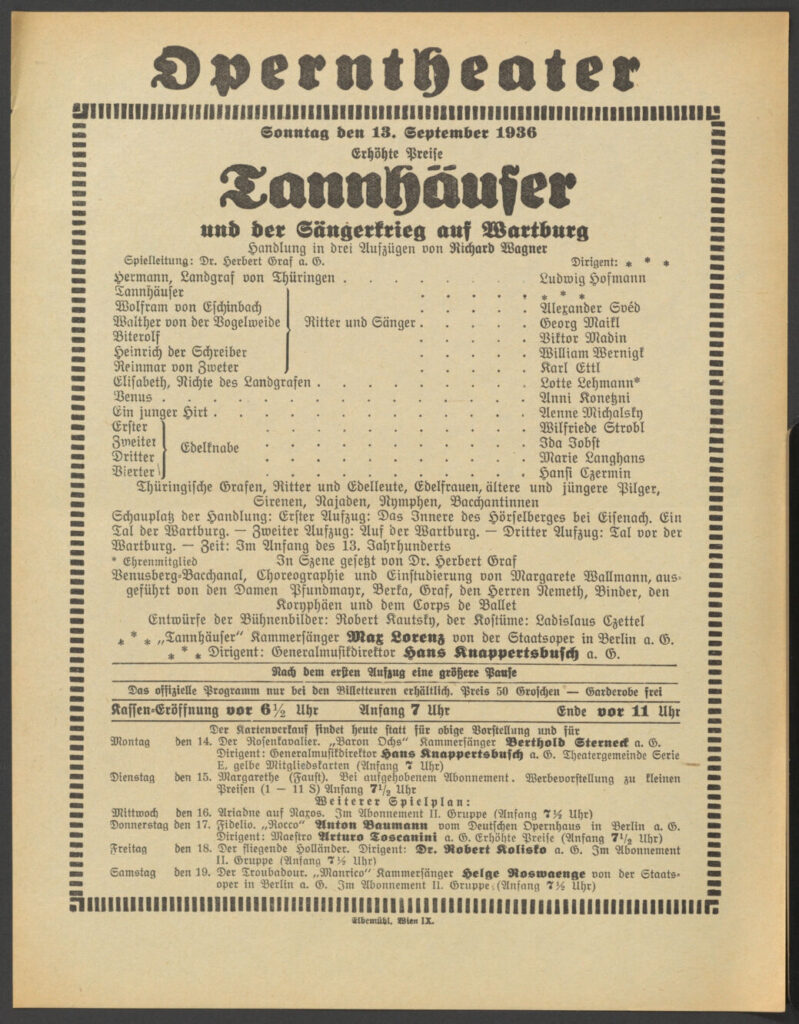 Operntheater
Sonntag den 13. September 1936
Erhöhte Preise
Tannhäuser
und der Sängerkrieg auf Wartburg
Handlung in drei Aufzügen von Richard Wagner
Spielleitung: Dr. Herbert Graf a. G. Dirigent: * * *
Hermann, Landgraf von Thüringen . . . . . . . . Ludwig Hofmann
Tannhäuser . . . . . * * *
Wolfram von Eschinbach . . . . . Alexander Svéd
Walther von der Vogelweide Ritter und Sänger . . . . . Georg Maikl
Biterolf . . . . . Viktor Madin
Heinrich der Schreiber . . . . . William Wernigk
Reinmar von Zweter . . . . . Karl Ettl
Elisabeth, Nichte des Landgrafen . . . . . . . . . Lotte Lehmann*
Venus . . . . . . . . . . . . . . Anni Konetzni
Ein junger Hirt . . . . . . . . . . . . Aenne Michalsky
Erster . . . . . . . . . . . Wilfriede Strobl
Zweiter Edelknabe . . . . . . . . . . . Ida Jobst
Dritter . . . . . . . . . . . Marie Langhans
Vierter . . . . . . . . . . . Hansi Czermin
Thüringische Grafen, Ritter und Edelleute, Edelfrauen, ältere und jüngere Pilger,
Sirenen, Najaden, Nymphen, Bacchantinnen
Schauplatz der Handlung: Erster Aufzug: Das Innere des Hörselberges bei Eisenach. Ein
Tal der Wartburg. — Zweiter Aufzug: Auf der Wartburg. — Dritter Aufzug: Tal vor der
Wartburg. — Zeit: Im Anfang des 13. Jahrhunderts
* Ehrenmitglied In Szene gesetzt von Dr. Herbert Graf
Venusberg-Bacchanal, Choreographie und Einstudierung von Margarete Wallmann, aus-
geführt von den Damen Pfundmayr, Berka, Graf, den Herren Nemeth, Binder, den
Koryphäen und dem Corps de Ballet
Entwürfe der Bühnenbilder: Robert Kautsky, der Kostüme: Ladislaus Czettel
* * * „Tannhäuser“ Kammersänger Max Lorenz von der Staatsoper in Berlin a. G.
* * * Dirigent: Generalmusikdirektor Hans Knappertsbusch a. G.
Nach dem ersten Aufzug eine größere Pause
Das offizielle Programm nur bei den Billetteuren erhältlich. Preis 50 Groschen — Garderobe frei
Kassen-Eröffnung vor 6½ Uhr Anfang 7 Uhr Ende vor 11 Uhr
Der Kartenverkauf findet heute statt für obige Vorstellung und für
Montag den 14. Der Rosenkavalier. „Baron Ochs“ Kammersänger Berthold Sterneck a. G.
Dirigent: Generalmusikdirektor Hans Knappertsbusch a. G. Theatergemeinde Serie
E, gelbe Mitgliedskarten (Anfang 7 Uhr)
Dienstag den 15. Margarethe (Faust). Bei aufgehobenem Abonnement. Werbevorstellung zu kleinen
Preisen (1 — 11 S) Anfang 7½ Uhr
Weiterer Spielplan:
Mittwoch den 16. Ariadne auf Naxos. Im Abonnement II. Gruppe (Anfang 7½ Uhr)
Donnerstag den 17. Fidelio. „Rocco“ Anton Baumann vom Deutschen Opernhaus in Berlin a. G.
Dirigent: Maestro Arturo Toscanini a. G. Erhöhte Preise (Anfang 7½ Uhr)
Freitag den 18. Der fliegende Holländer. Dirigent: Dr. Robert Kolisko a. G. Im Abonnement
II. Gruppe (Anfang 7½ Uhr)
Samstag den 19. Der Troubadour. „Manrico“ Kammersänger Helge Roswaenge von der Staats-
oper in Berlin a. G. Im Abonnement II. Gruppe (Anfang 7½ Uhr)
Elbemühl, Wien IX.